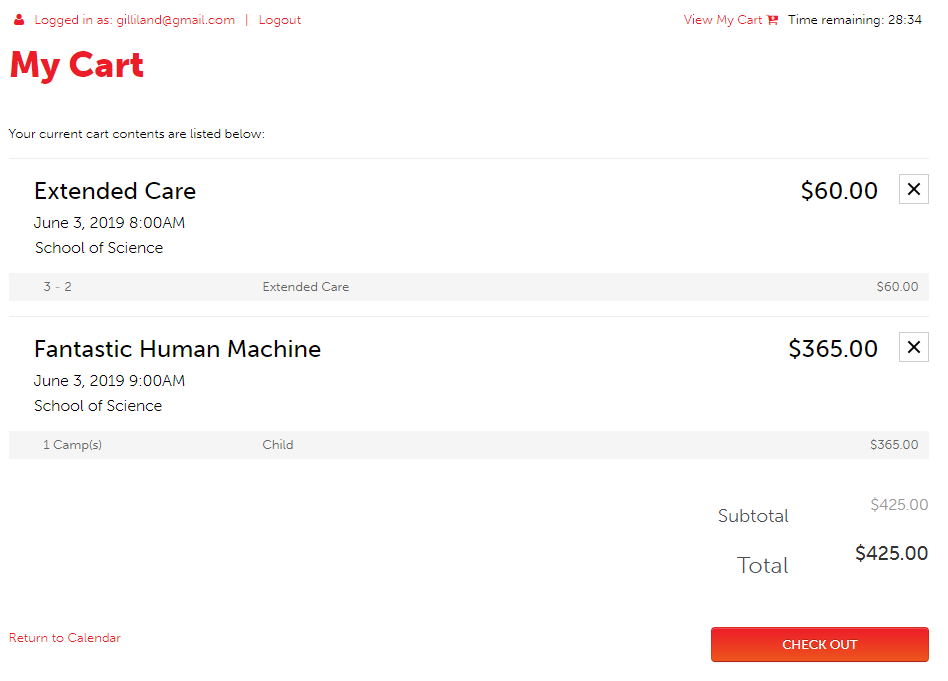 Logged in as: gilliland@gmail.com | Logout View My Cart Time remaining: 28:34
My Cart
Your current cart contents are listed below:
Extended Care $60.00
June 3, 2019 8:00AM
School of Science
3 - 2 Extended Care $60.00
Fantastic Human Machine $365.00
June 3, 2019 9:00AM
School of Science
1 Camp(s) Child $365.00
Subtotal $425.00
Total $425.00
Return to Calendar CHECK OUT